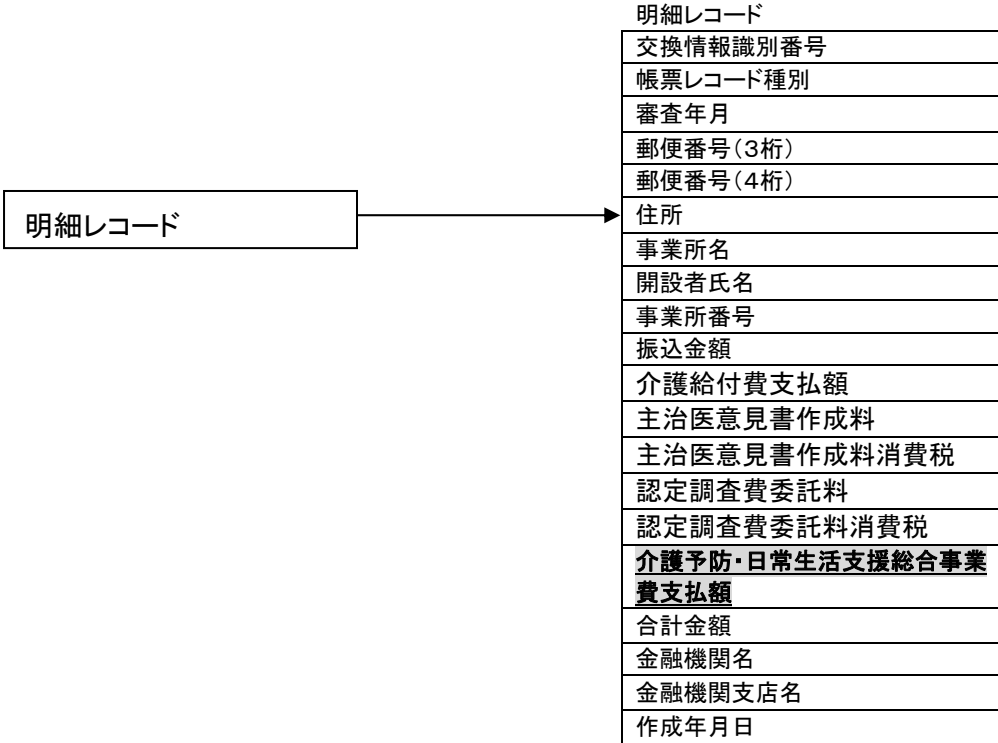 明細レコード
交換情報識別番号
帳票レコード種別
審査年月
郵便番号(3桁)
郵便番号(4桁)
明細レコード
住所
事業所名
開設者氏名
事業所番号
振込金額
介護給付費支払額
主治医意見書作成料
主治医意見書作成料消費税
認定調査費委託料
認定調査費委託料消費税
介護予防・日常生活支援総合事業
費支払額
合計金額
金融機関名
金融機関支店名
作成年月日